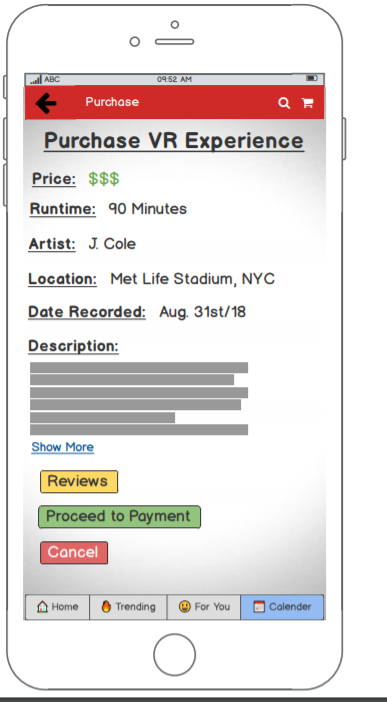 ABC 09:52 AM
Purchase
Purchase VR Experience
Price: $$$
Runtime: 90 Minutes
Artist: J. Cole
Location: Met Life Stadium, NYC
Date Recorded: Aug. 31st/18
Description:
Show More
Reviews
Proceed to Payment
Cancel
Home Trending For You Calender